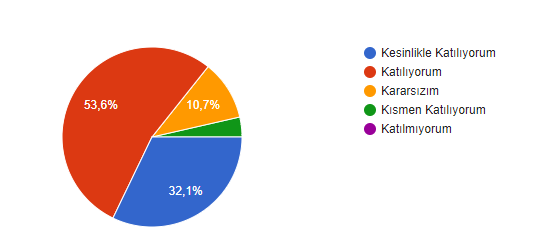 Kesinlikle Katılıyorum
Katılıyorum
Kararsızım
Kısmen Katılıyorum
Katılmıyorum
53,6%
10,7%
32,1%